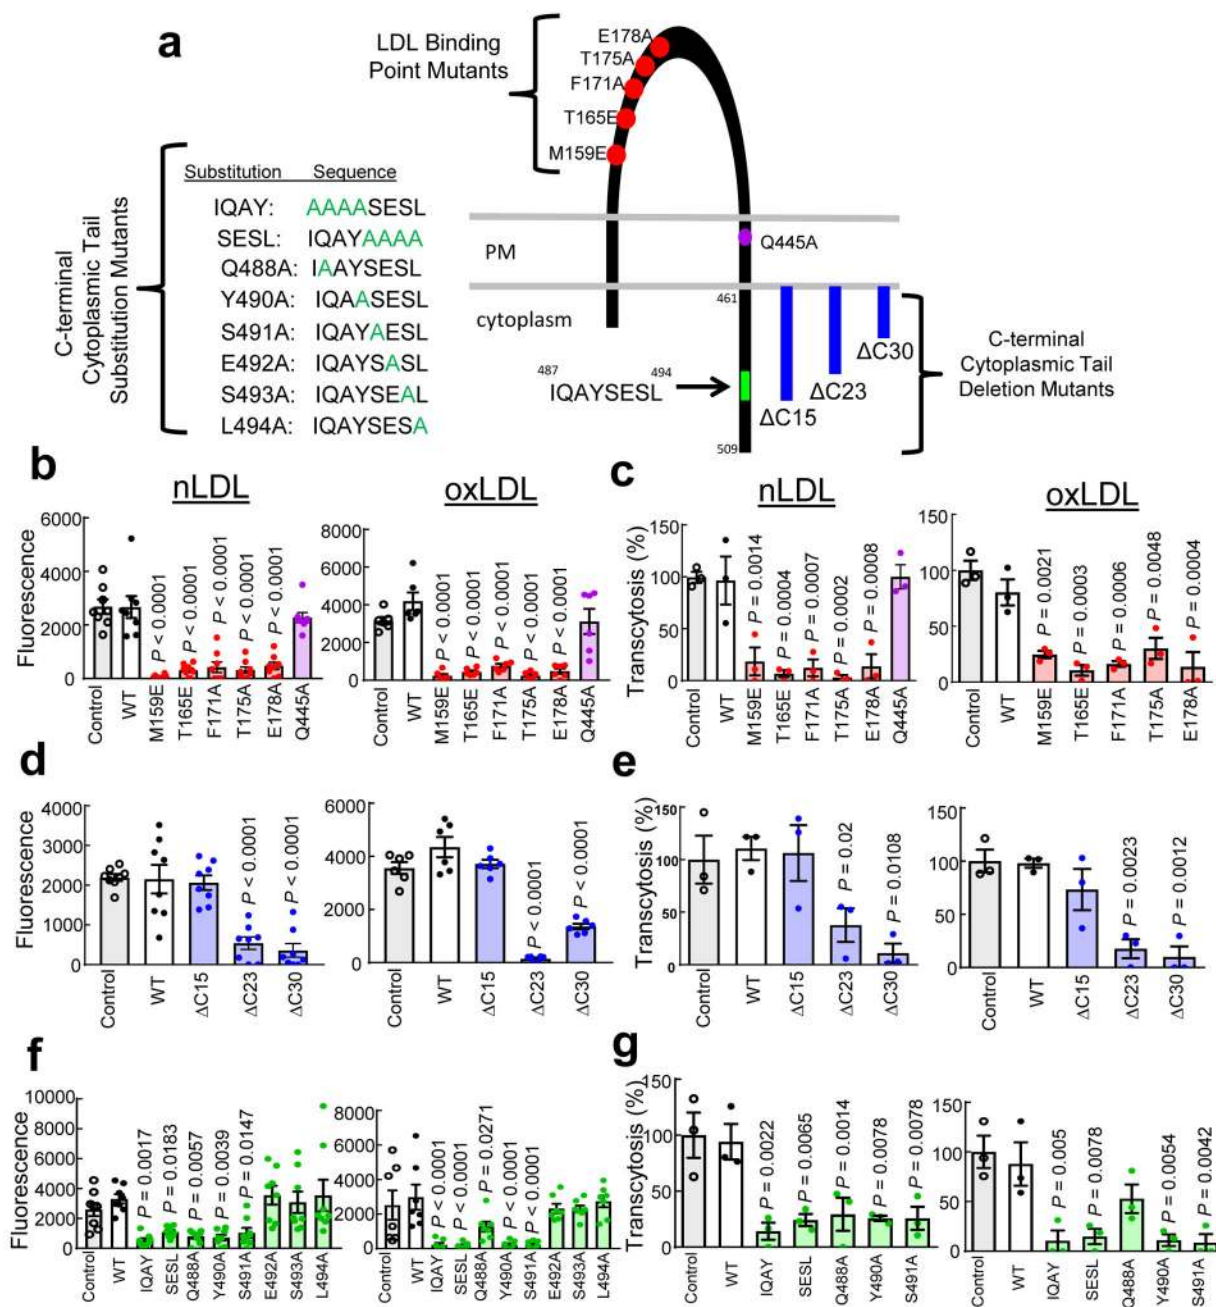 a
LDL Binding
Point Mutants
E178A
T175A
F171A
T165E
M159E
C-terminal
Cytoplasmic Tail
Substitution Mutants
Substitution Sequence
IQAY: AAAASESL
SESL: IQAYAAAA
Q488A: IAAYSESL
Y490A: IQAASESL
S491A: IQAYAESL
E492A: IQAYSASL
S493A: IQAYSEAL
L494A: IQAYSESA
PM
Q445A
cytoplasm
461
487
494
IQAYSESL
509
ΔC15
ΔC23
ΔC30
C-terminal
Cytoplasmic Tail
Deletion Mutants
b
nLDL
Fluorescence
6000
4000
2000
0
P < 0.0001
P < 0.0001
P < 0.0001
P < 0.0001
P < 0.0001
Control
WT
M159E
T165E
F171A
T175A
E178A
Q445A
oxLDL
8000
6000
4000
2000
0
P < 0.0001
P < 0.0001
P < 0.0001
P < 0.0001
P < 0.0001
Control
WT
M159E
T165E
F171A
T175A
E178A
Q445A
c
nLDL
Transcytosis (%)
150
100
50
0
P = 0.0014
P = 0.0004
P = 0.0007
P = 0.0002
P = 0.0008
Control
WT
M159E
T165E
F171A
T175A
E178A
Q445A
oxLDL
150
100
50
0
P = 0.0021
P = 0.0003
P = 0.0006
P = 0.0048
P = 0.0004
Control
WT
M159E
T165E
F171A
T175A
E178A
d
Fluorescence
4000
3000
2000
1000
0
P < 0.0001
P < 0.0001
Control
WT
ΔC15
ΔC23
ΔC30
6000
4000
2000
0
P < 0.0001
P < 0.0001
Control
WT
ΔC15
ΔC23
ΔC30
e
Transcytosis (%)
150
100
50
0
P = 0.02
P = 0.0108
Control
WT
ΔC15
ΔC23
ΔC30
150
100
50
0
P = 0.0023
P = 0.0012
Control
WT
ΔC15
ΔC23
ΔC30
f
Fluorescence
10000
8000
6000
4000
2000
0
P = 0.0017
P = 0.0183
P = 0.0057
P = 0.0039
P = 0.0147
Control
WT
IQAY
SESL
Q488A
Y490A
S491A
E492A
S493A
L494A
8000
6000
4000
2000
0
P < 0.0001
P < 0.0001
P = 0.0271
P < 0.0001
P < 0.0001
Control
WT
IQAY
SESL
Q488A
Y490A
S491A
E492A
S493A
L494A
g
Transcytosis (%)
150
100
50
0
P = 0.0022
P = 0.0065
P = 0.0014
P = 0.0078
P = 0.0078
Control
WT
IQAY
SESL
Q488A
Y490A
S491A
150
100
50
0
P = 0.005
P = 0.0078
P = 0.0054
P = 0.0042
Control
WT
IQAY
SESL
Q488A
Y490A
S491A